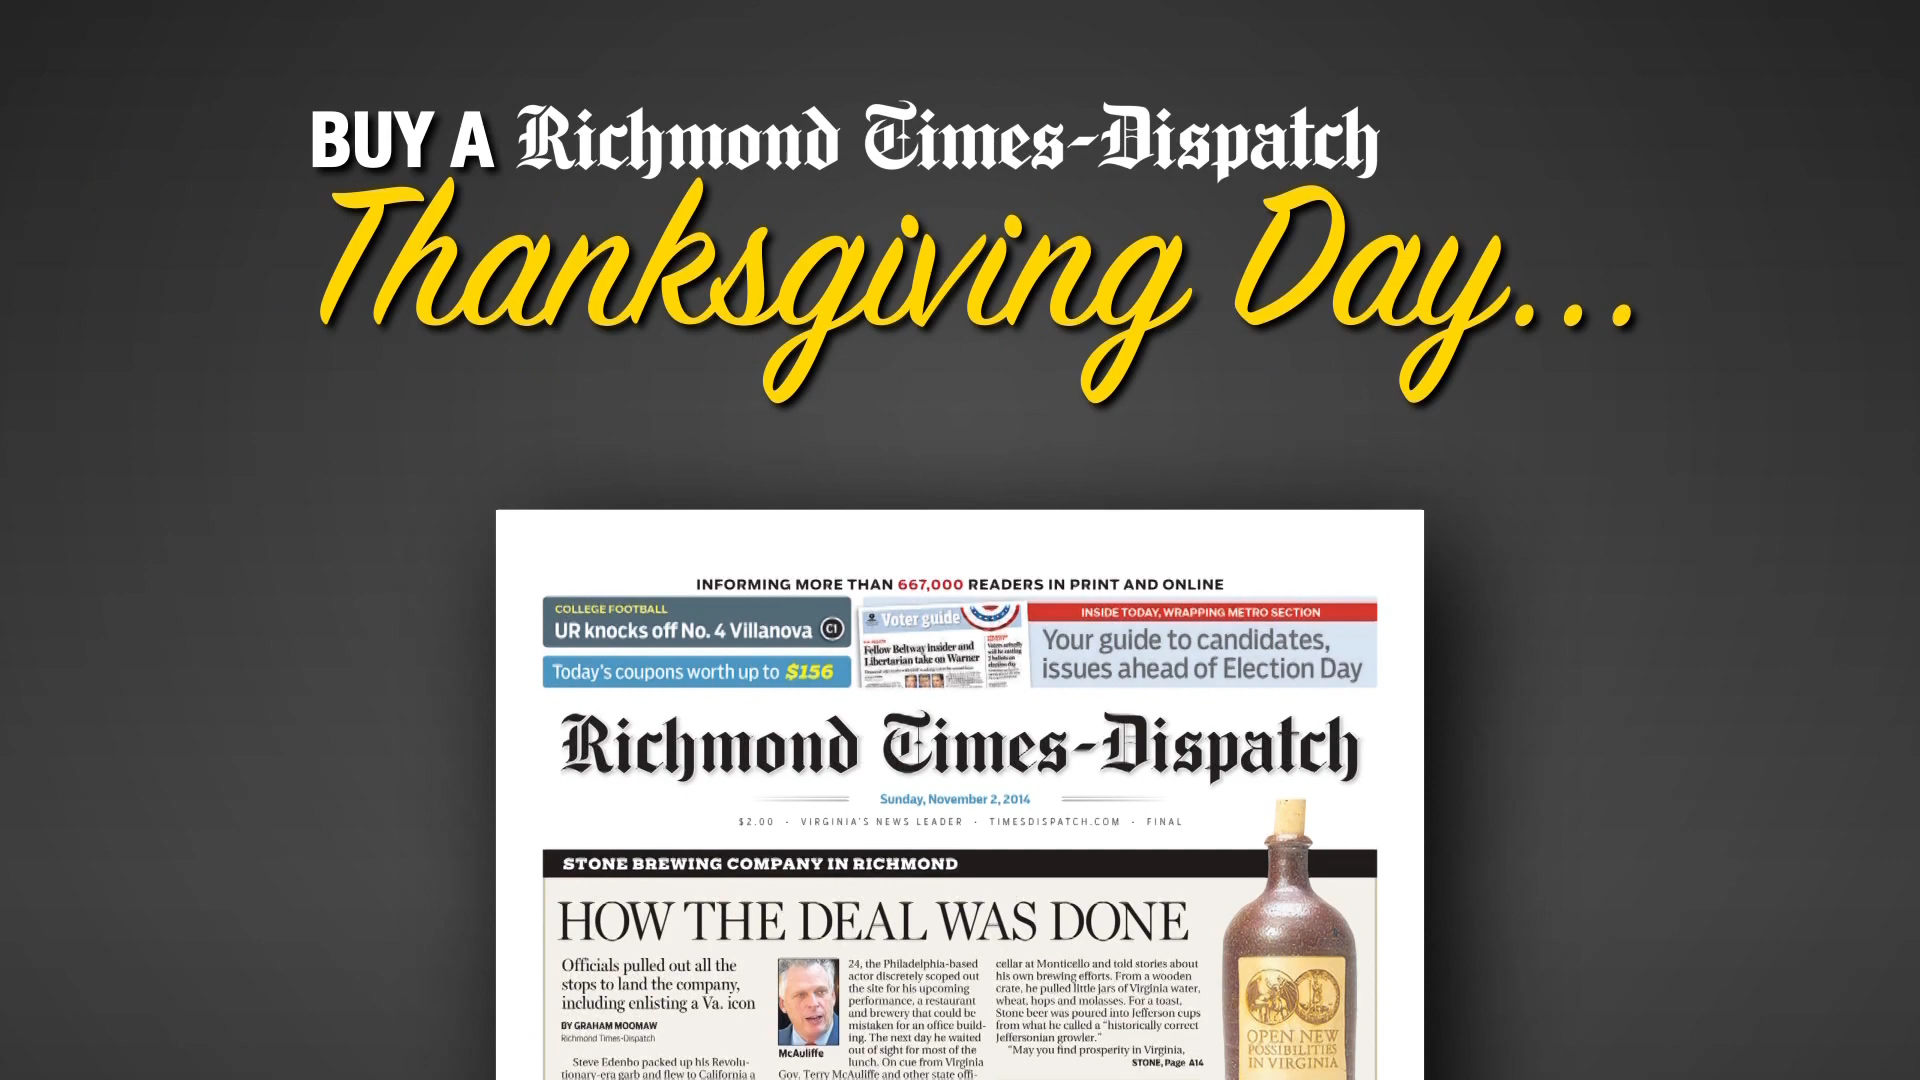 BUY A Richmond Times-Dispatch
Thanksgiving Day...
INFORMING MORE THAN 667,000 READERS IN PRINT AND ONLINE
COLLEGE FOOTBALL
UR knocks off No. 4 Villanova C1
Today's coupons worth up to $156
Voter guide
Fellow Beltway insider and
Libertarian take on Warner
INSIDE TODAY, WRAPPING METRO SECTION
Your guide to candidates,
issues ahead of Election Day
Richmond Times-Dispatch
Sunday, November 2, 2014
$2.00 · VIRGINIA'S NEWS LEADER · TIMESDISPATCH.COM · FINAL
STONE BREWING COMPANY IN RICHMOND
HOW THE DEAL WAS DONE
Officials pulled out all the
stops to land the company,
including enlisting a Va. icon
BY GRAHAM MOOMAW
Richmond Times-Dispatch
Steve Edenbo packed up his Revolu-
tionary-era garb and flew to California a
McAuliffe
24, the Philadelphia-based
actor discretely scoped out
the site for his upcoming
performance, a restaurant
and brewery that could be
mistaken for an office build-
ing. The next day he waited
out of sight for most of the
lunch. On cue from Virginia
Gov. Terry McAuliffe and other state offi-
cellar at Monticello and told stories about
his own brewing efforts. From a wooden
crate, he pulled little jars of Virginia water,
wheat, hops and molasses. For a toast,
Stone beer was poured into Jefferson cups
from what he called a "historically correct
Jeffersonian growler."
"May you find prosperity in Virginia,
STONE, Page A14
OPEN NEW
POSSIBILITIES
IN VIRGINIA